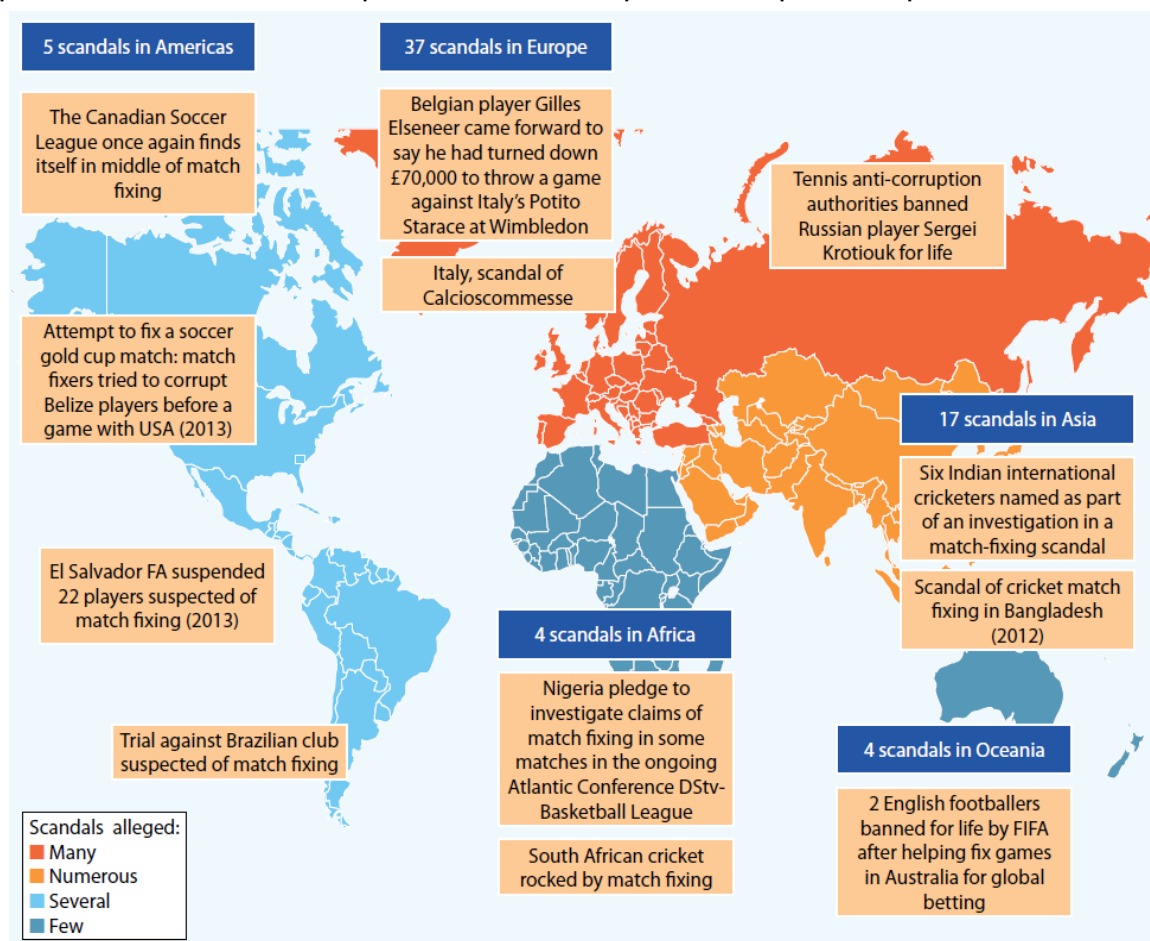 5 scandals in Americas
The Canadian Soccer
League once again finds
itself in middle of match
fixing
Attempt to fix a soccer
gold cup match: match
fixers tried to corrupt
Belize players before a
game with USA (2013)
El Salvador FA suspended
22 players suspected of
match fixing (2013)
Trial against Brazilian club
suspected of match fixing
37 scandals in Europe
Belgian player Gilles
Elseneer came forward to
say he had turned down
£70,000 to throw a game
against Italy's Potito
Starace at Wimbledon
Italy, scandal of
Calcioscommesse
Tennis anti-corruption
authorities banned
Russian player Sergei
Krotiouk for life
17 scandals in Asia
Six Indian international
cricketers named as part
of an investigation in a
match-fixing scandal
Scandal of cricket match
fixing in Bangladesh
(2012)
4 scandals in Africa
Nigeria pledge to
investigate claims of
match fixing in some
matches in the ongoing
Atlantic Conference DStv-
Basketball League
South African cricket
rocked by match fixing
4 scandals in Oceania
2 English footballers
banned for life by FIFA
after helping fix games
in Australia for global
betting
Scandals alleged:
Many
Numerous
Several
Few